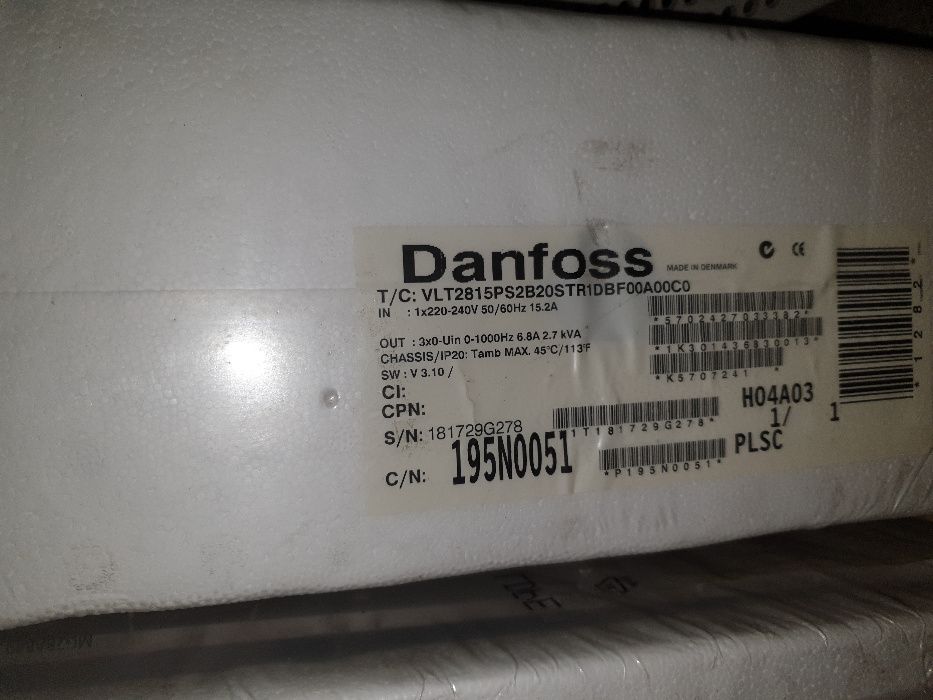 Danfoss
MADE IN DENMARK
CE
T/C: VLT2815PS2B20STR1DBF00A00C0
IN : 1x220-240V 50/60Hz 15.2A
*5702427033382*
OUT : 3x0-Uin 0-1000Hz 6.8A 2.7 kVA
*1K301436830013*
CHASSIS/IP20: Tamb MAX. 45°C/113°F
SW : V 3.10 /
*K5707241 *
CI:
CPN:
H04A03
1/ 1
S/N: 181729G278
*1T181729G278*
PLSC
C/N: 195N0051
*P195N0051*